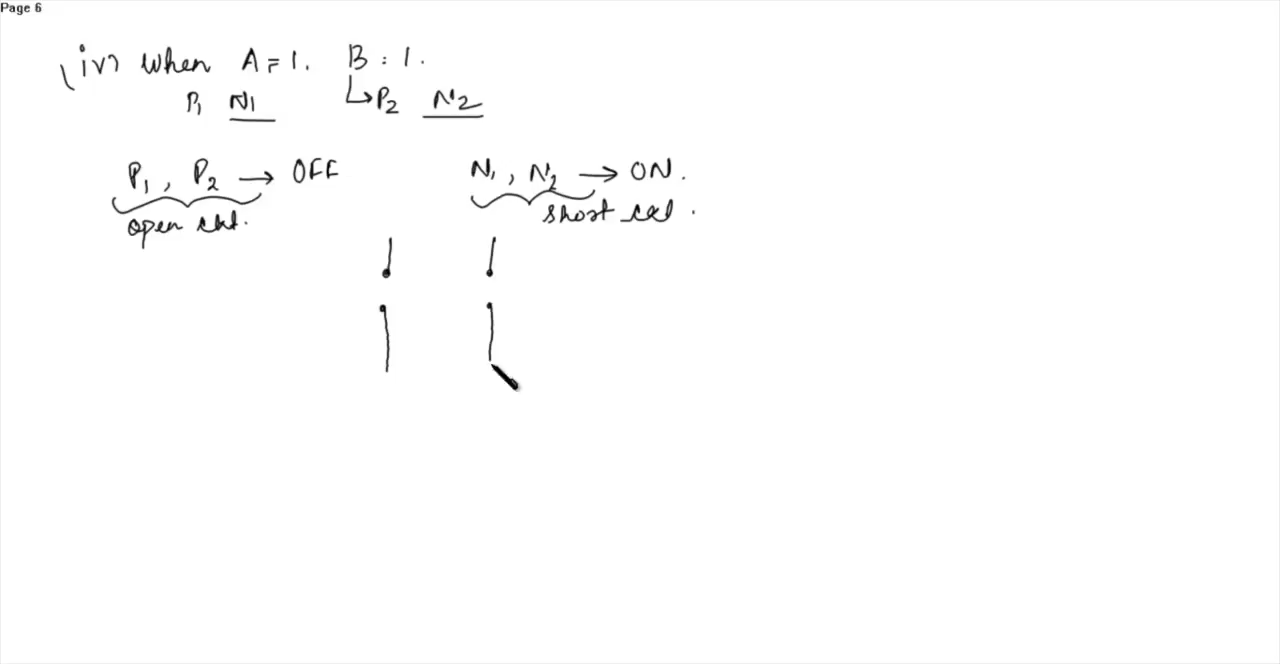 Page 6
(iv) when A = 1. B : 1.
P1 N1 ↳ P2 N2
P1, P2 → OFF N1, N2 → ON.
open ckt. short ckt.